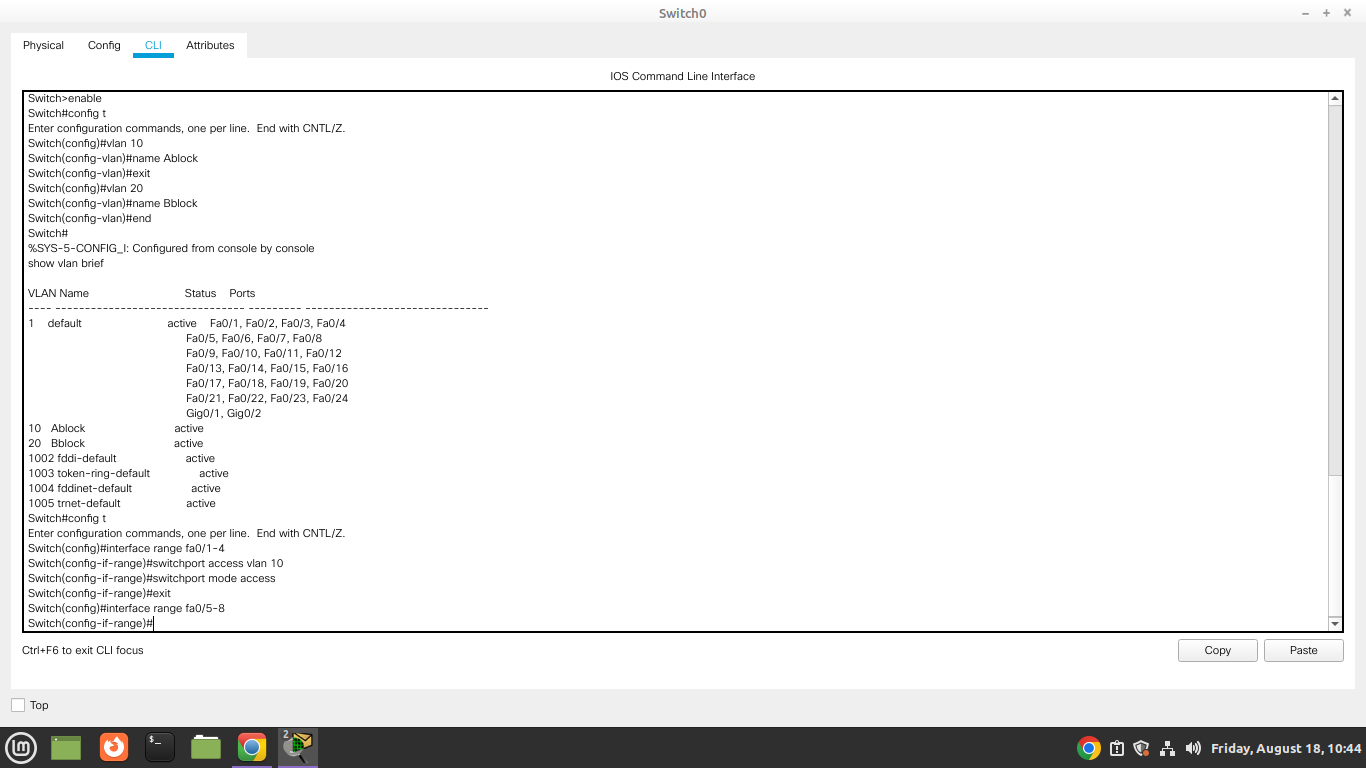 Switch0
Physical Config CLI Attributes
IOS Command Line Interface
Switch>enable
Switch#config t
Enter configuration commands, one per line.  End with CNTL/Z.
Switch(config)#vlan 10
Switch(config-vlan)#name Ablock
Switch(config-vlan)#exit
Switch(config)#vlan 20
Switch(config-vlan)#name Bblock
Switch(config-vlan)#end
Switch#
%SYS-5-CONFIG_I: Configured from console by console
show vlan brief
VLAN Name Status Ports
---- -------------------------------- --------- -------------------------------
1 default active Fa0/1, Fa0/2, Fa0/3, Fa0/4
Fa0/5, Fa0/6, Fa0/7, Fa0/8
Fa0/9, Fa0/10, Fa0/11, Fa0/12
Fa0/13, Fa0/14, Fa0/15, Fa0/16
Fa0/17, Fa0/18, Fa0/19, Fa0/20
Fa0/21, Fa0/22, Fa0/23, Fa0/24
Gig0/1, Gig0/2
10 Ablock active
20 Bblock active
1002 fddi-default active
1003 token-ring-default active
1004 fddinet-default active
1005 trnet-default active
Switch#config t
Enter configuration commands, one per line.  End with CNTL/Z.
Switch(config)#interface range fa0/1-4
Switch(config-if-range)#switchport access vlan 10
Switch(config-if-range)#switchport mode access
Switch(config-if-range)#exit
Switch(config)#interface range fa0/5-8
Switch(config-if-range)#
Ctrl+F6 to exit CLI focus Copy Paste
Top
2
$_
Friday, August 18, 10:44